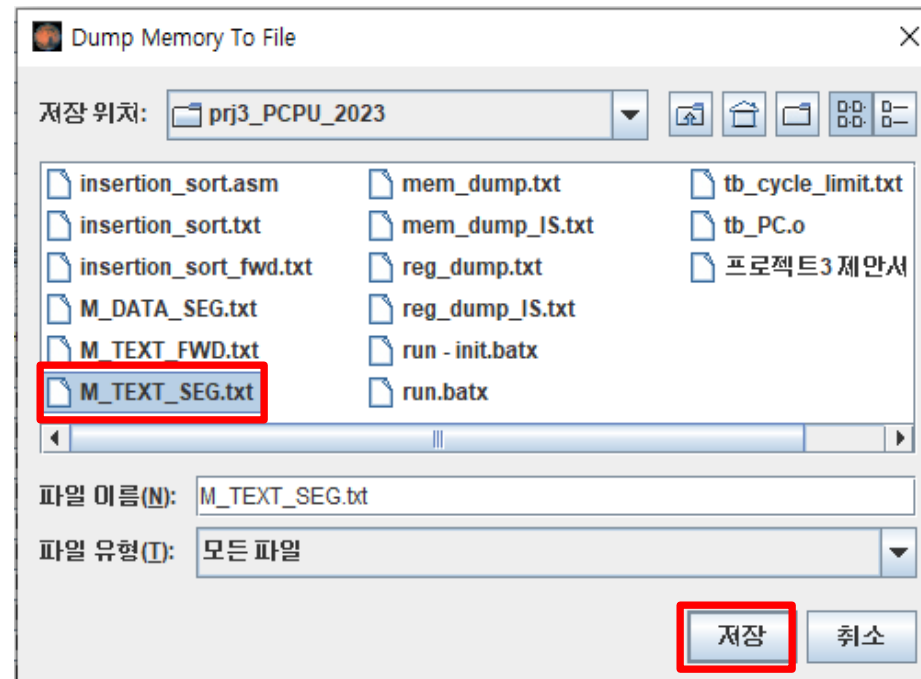 Dump Memory To File
저장 위치: prj3_PCPU_2023
insertion_sort.asm
insertion_sort.txt
insertion_sort_fwd.txt
M_DATA_SEG.txt
M_TEXT_FWD.txt
M_TEXT_SEG.txt
mem_dump.txt
mem_dump_IS.txt
reg_dump.txt
reg_dump_IS.txt
run - init.batx
run.batx
tb_cycle_limit.txt
tb_PC.o
프로젝트3 제안서
파일 이름(N): M_TEXT_SEG.txt
파일 유형(T): 모든 파일
저장 취소